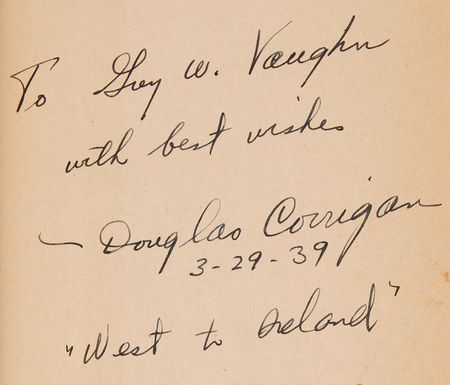 To Guy W. Vaughn
with best wishes
— Douglas Corrigan
3-29-39
"West to Ireland"